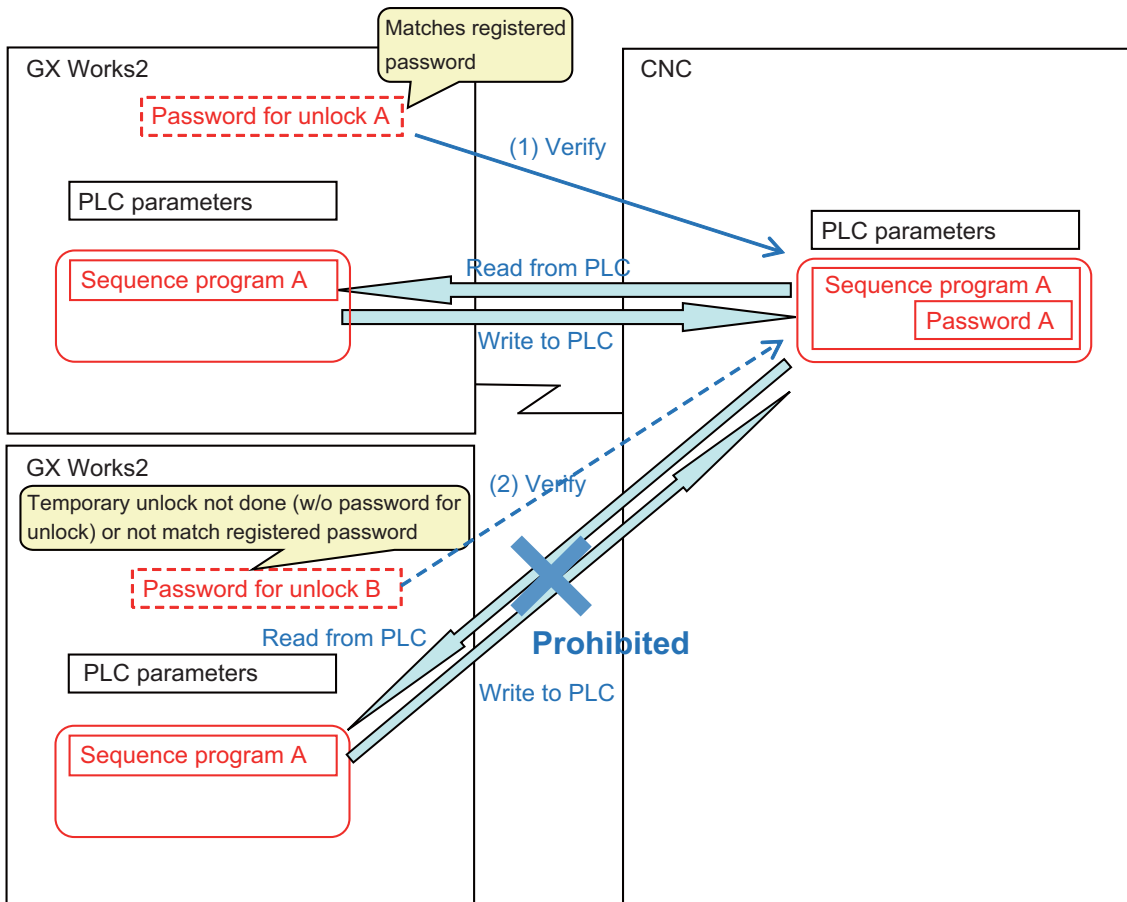 Matches registered
password
GX Works2
CNC
Password for unlock A
(1) Verify
PLC parameters
PLC parameters
Sequence program A
Read from PLC
Sequence program A
Password A
Write to PLC
GX Works2
(2) Verify
Temporary unlock not done (w/o password for
unlock) or not match registered password
Password for unlock B
Read from PLC
Prohibited
PLC parameters
Write to PLC
Sequence program A